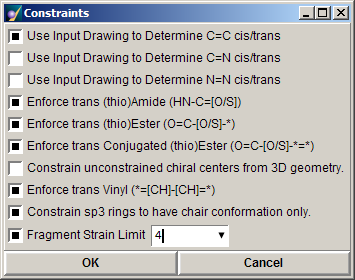 Constraints
Use Input Drawing to Determine C=C cis/trans
Use Input Drawing to Determine C=N cis/trans
Use Input Drawing to Determine N=N cis/trans
Enforce trans (thio)Amide (HN-C=[O/S])
Enforce trans (thio)Ester (O=C-[O/S]-*)
Enforce trans Conjugated (thio)Ester (O=C-[O/S]-*=*)
Constrain unconstrained chiral centers from 3D geometry.
Enforce trans Vinyl (*=[CH]-[CH]=*)
Constrain sp3 rings to have chair conformation only.
Fragment Strain Limit 4
OK Cancel